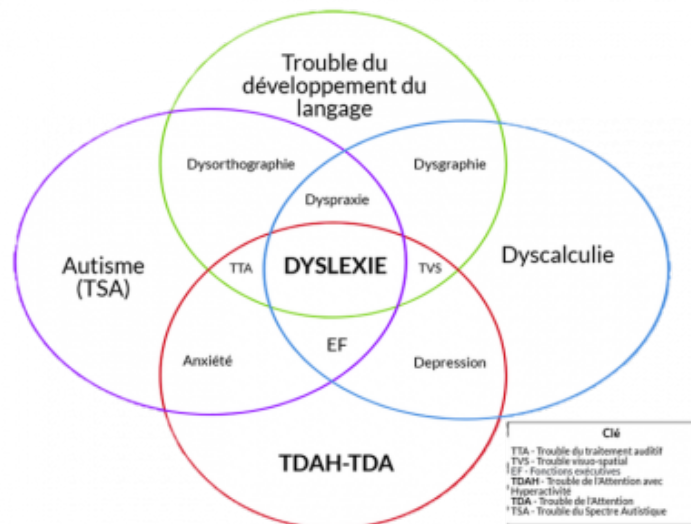 Trouble du
développement du
langage
Dysorthographie
Dysgraphie
Dyspraxie
Autisme
(TSA)
TTA
DYSLEXIE
TVS
Dyscalculie
Anxiété
EF
Depression
TDAH-TDA
Clé
TTA - Trouble du traitement auditif
TVS - Trouble visuo-spatial
EF - Fonctions exécutives
TDAH - Trouble de l'Attention avec
Hyperactivité
TDA - Trouble de l'Attention
TSA - Trouble du Spectre Autistique